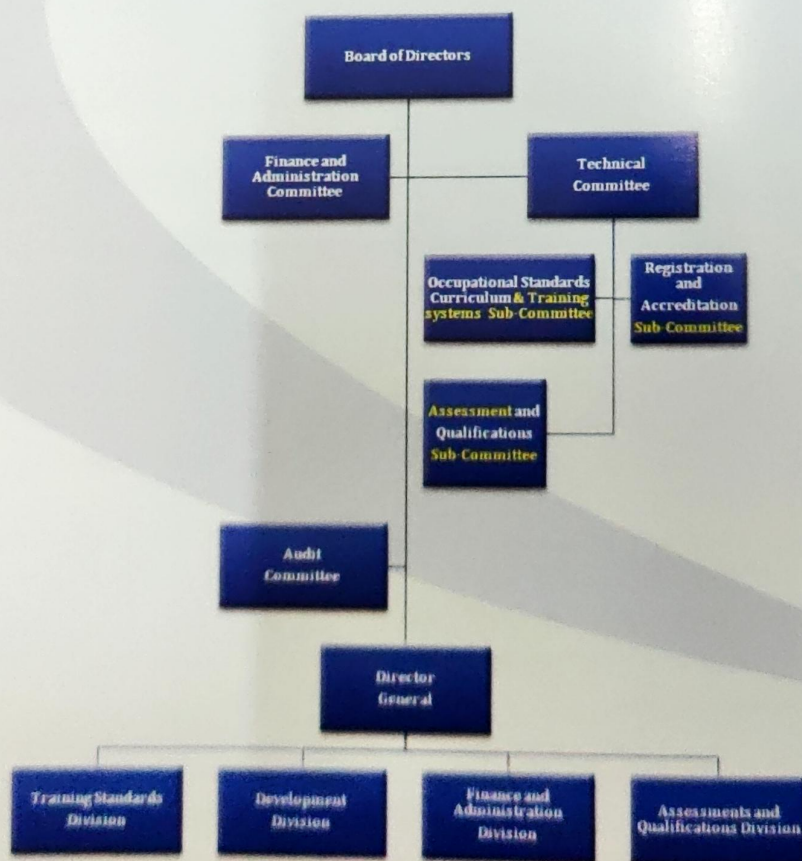 Board of Directors
Finance and
Administration
Committee
Technical
Committee
Occupational Standards
Curriculum & Training
systems Sub-Committee
Registration
and
Accreditation
Sub-Committee
Assessment and
Qualifications
Sub-Committee
Audit
Committee
Director
General
Training Standards
Division
Development
Division
Finance and
Administration
Division
Assessments and
Qualifications Division